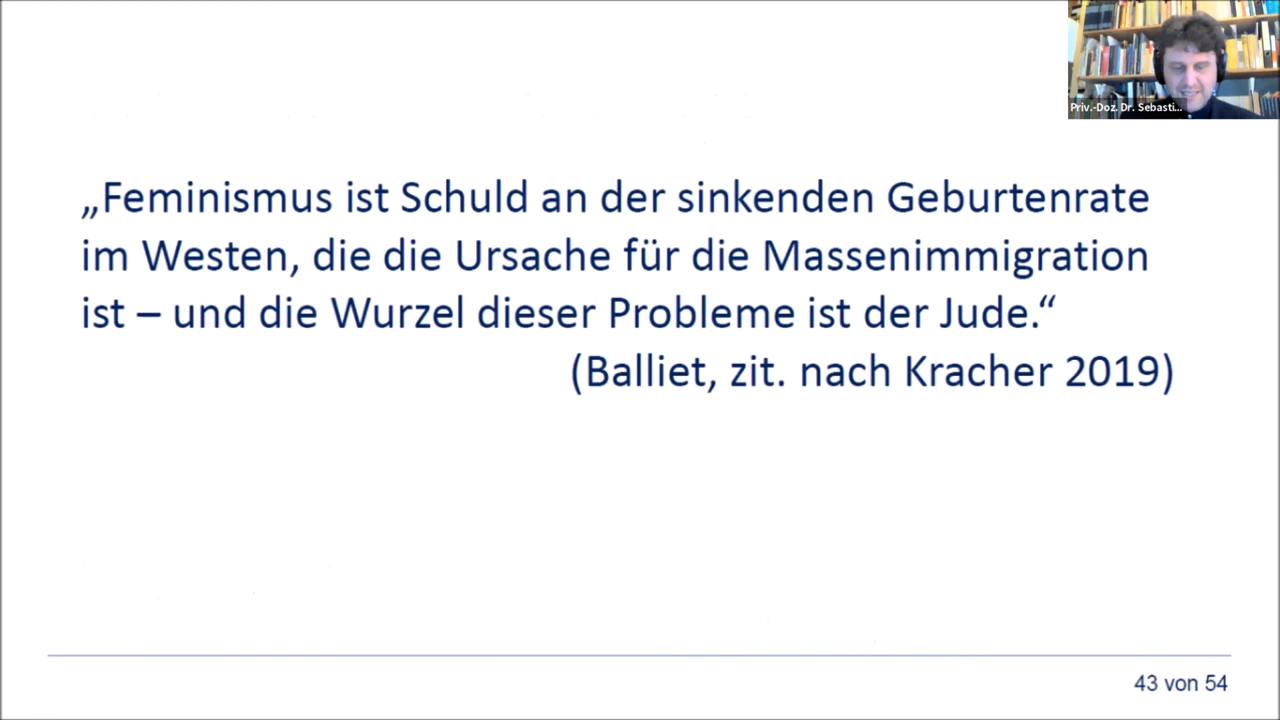 Priv.-Doz. Dr. Sebasti...
„Feminismus ist Schuld an der sinkenden Geburtenrate
im Westen, die die Ursache für die Massenimmigration
ist – und die Wurzel dieser Probleme ist der Jude.“
(Balliet, zit. nach Kracher 2019)
43 von 54